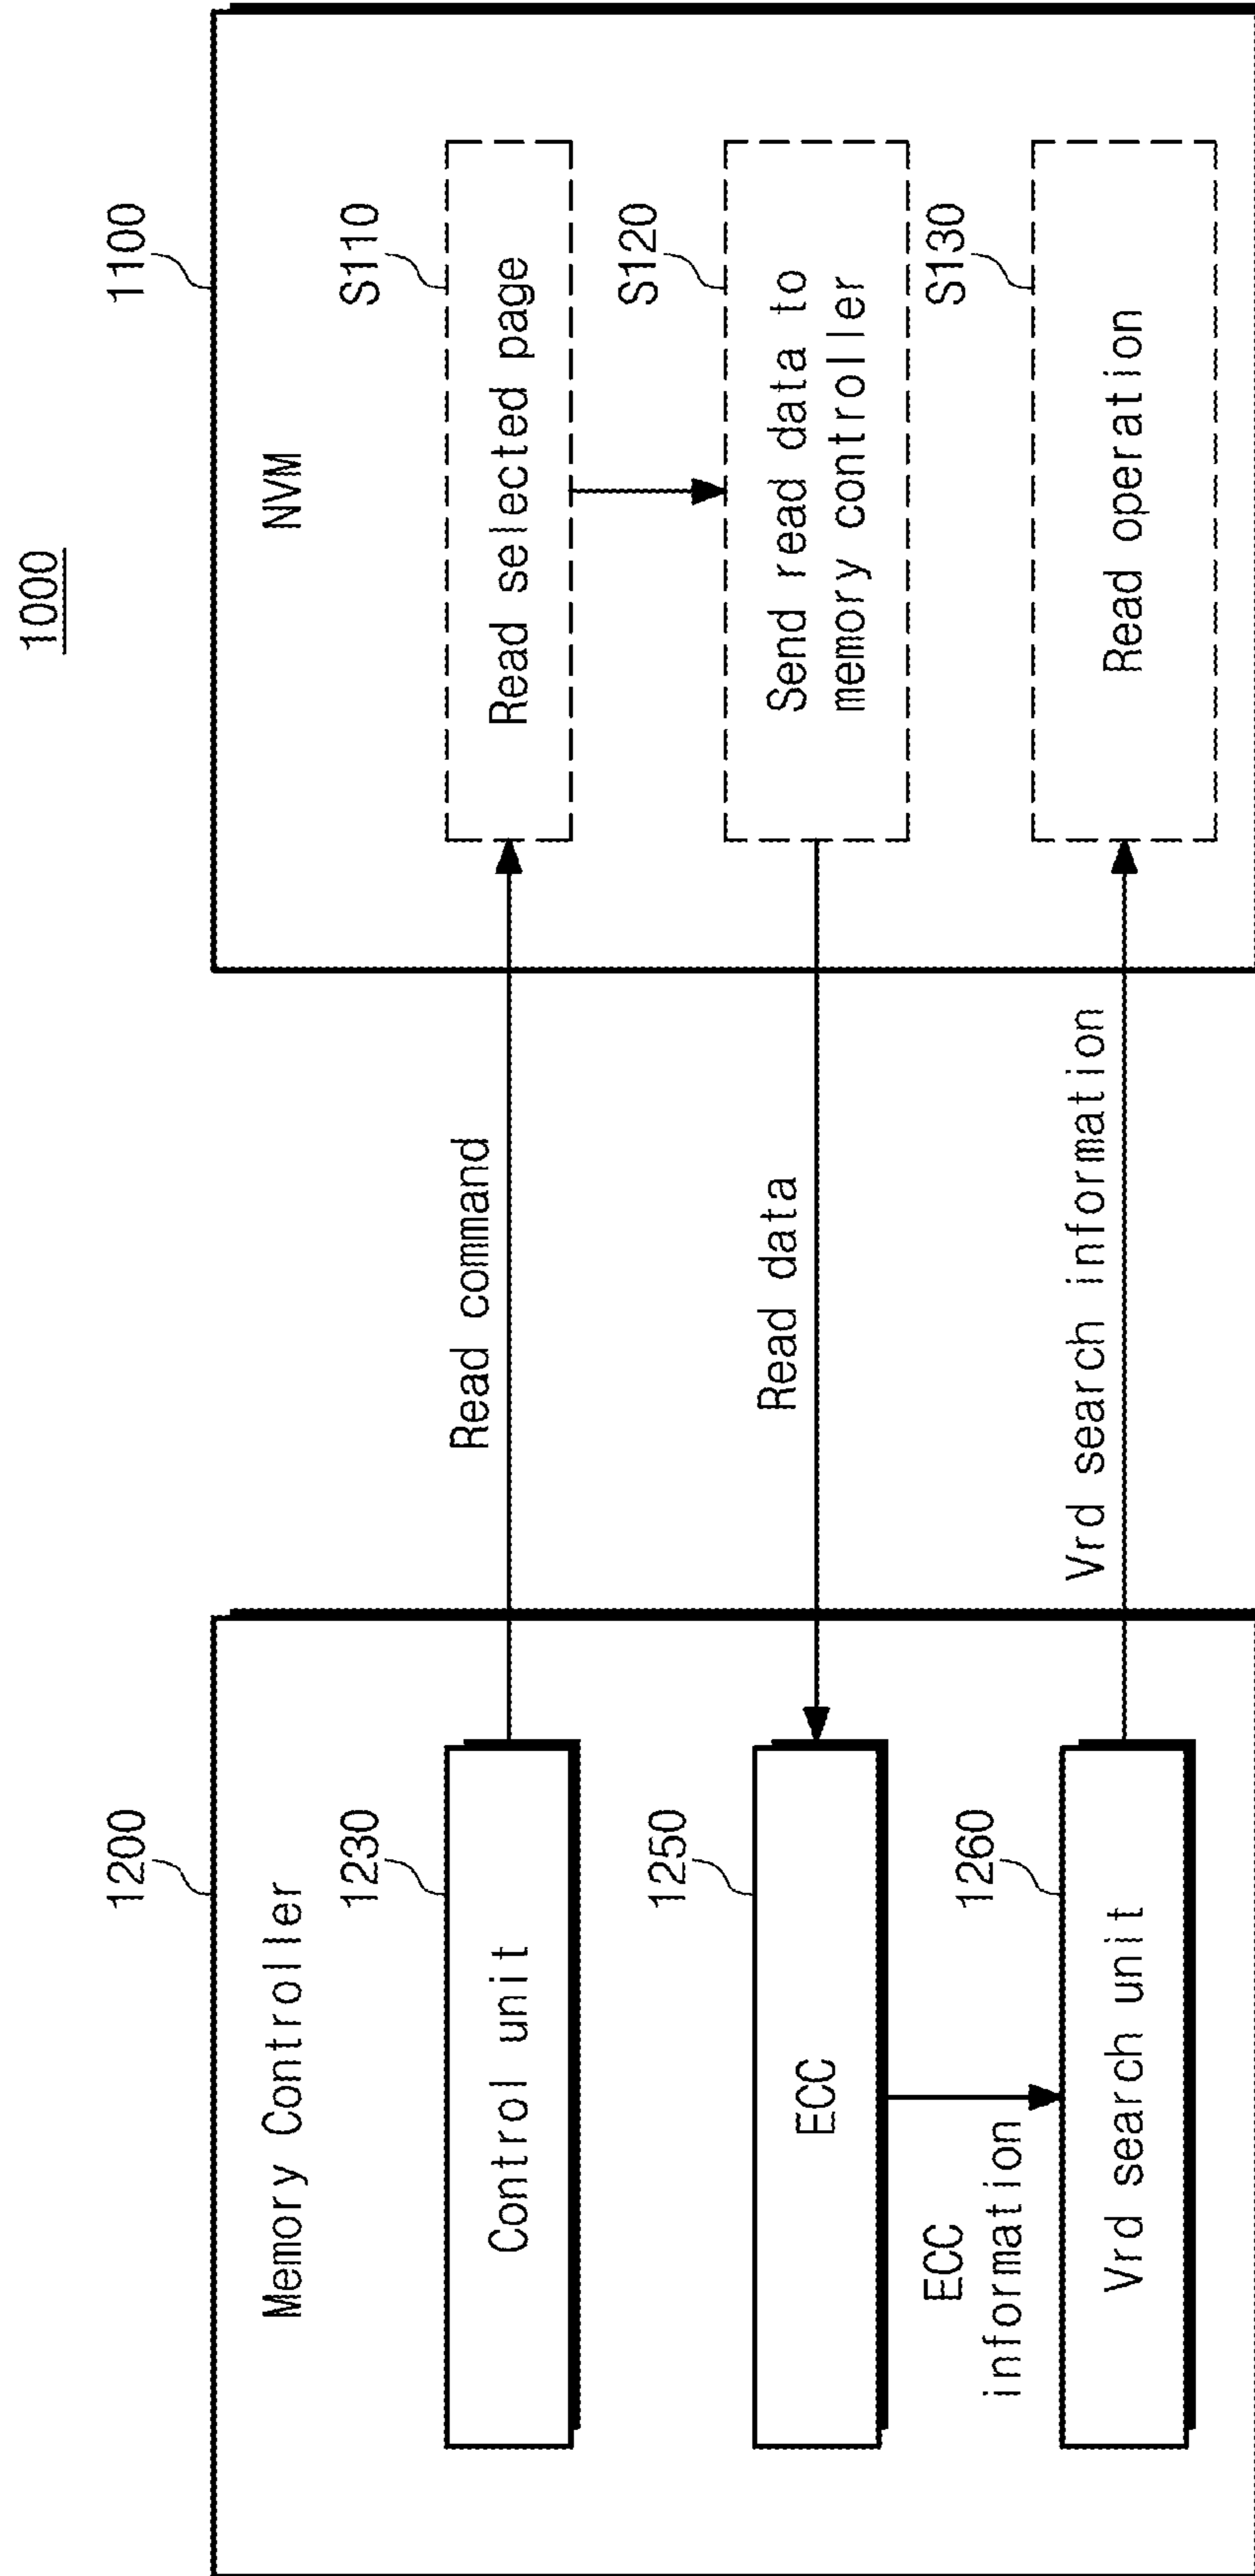 1000
1200
Memory Controller
1230
Control unit
1250
ECC
ECC
information
1260
Vrd search unit
Read command
Read data
Vrd search information
1100
NVM
S110
Read selected page
S120
Send read data to
memory controller
S130
Read operation